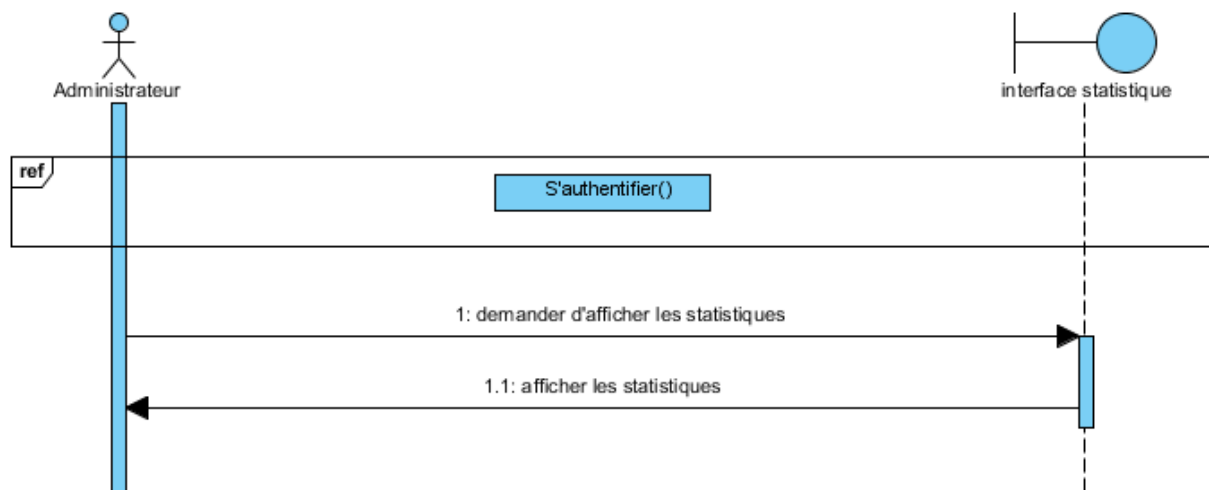 Administrateur
interface statistique
ref
S'authentifier()
1: demander d'afficher les statistiques
1.1: afficher les statistiques